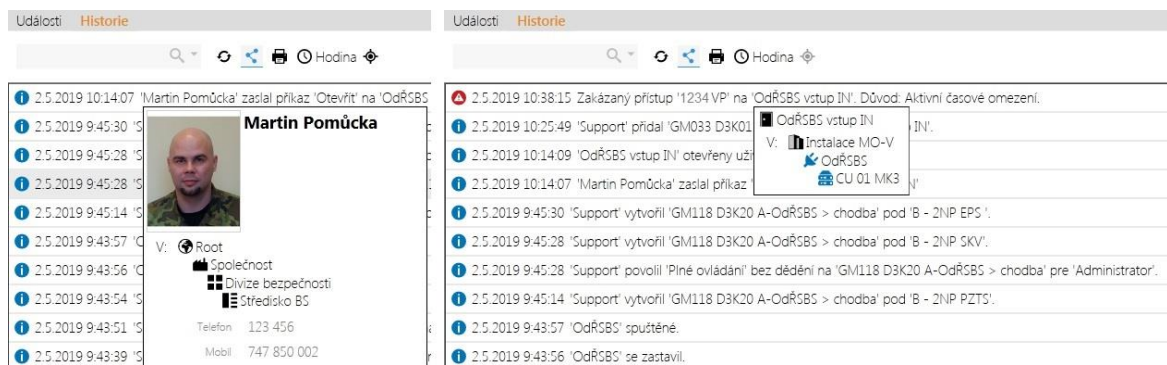 Události Historie
Hodina
2.5.2019 10:14:07 'Martin Pomůcka' zaslal příkaz 'Otevřít' na 'OdŘSBS
2.5.2019 9:45:30 'S
2.5.2019 9:45:28 'S
2.5.2019 9:45:28 'S
2.5.2019 9:45:14 'S
2.5.2019 9:43:57 'O
2.5.2019 9:43:56 'O
2.5.2019 9:43:54 'S
2.5.2019 9:43:51 'S
2.5.2019 9:43:39 'S
Martin Pomůcka
V: Root
Společnost
Divize bezpečnosti
Středisko BS
Telefon 123 456
Mobil 747 850 002
Události Historie
Hodina
2.5.2019 10:38:15 Zakázaný přístup '1234 VP' na 'OdŘSBS vstup IN'. Důvod: Aktivní časové omezení.
2.5.2019 10:25:49 'Support' přidal 'GM033 D3K01 IN'.
2.5.2019 10:14:09 'OdŘSBS vstup IN' otevřeny uži
2.5.2019 10:14:07 'Martin Pomůcka' zaslal příkaz '
2.5.2019 9:45:30 'Support' vytvořil 'GM118 D3K20 A-OdŘSBS > chodba' pod 'B - 2NP EPS '.
2.5.2019 9:45:28 'Support' vytvořil 'GM118 D3K20 A-OdŘSBS > chodba' pod 'B - 2NP SKV'.
2.5.2019 9:45:28 'Support' povolil 'Plné ovládání' bez dědění na 'GM118 D3K20 A-OdŘSBS > chodba' pre 'Administrator'.
2.5.2019 9:45:14 'Support' vytvořil 'GM118 D3K20 A-OdŘSBS > chodba' pod 'B - 2NP PZTS'.
2.5.2019 9:43:57 'OdŘSBS' spuštěné.
2.5.2019 9:43:56 'OdŘSBS' se zastavil.
OdŘSBS vstup IN
V: Instalace MO-V
OdŘSBS
CU 01 MK3